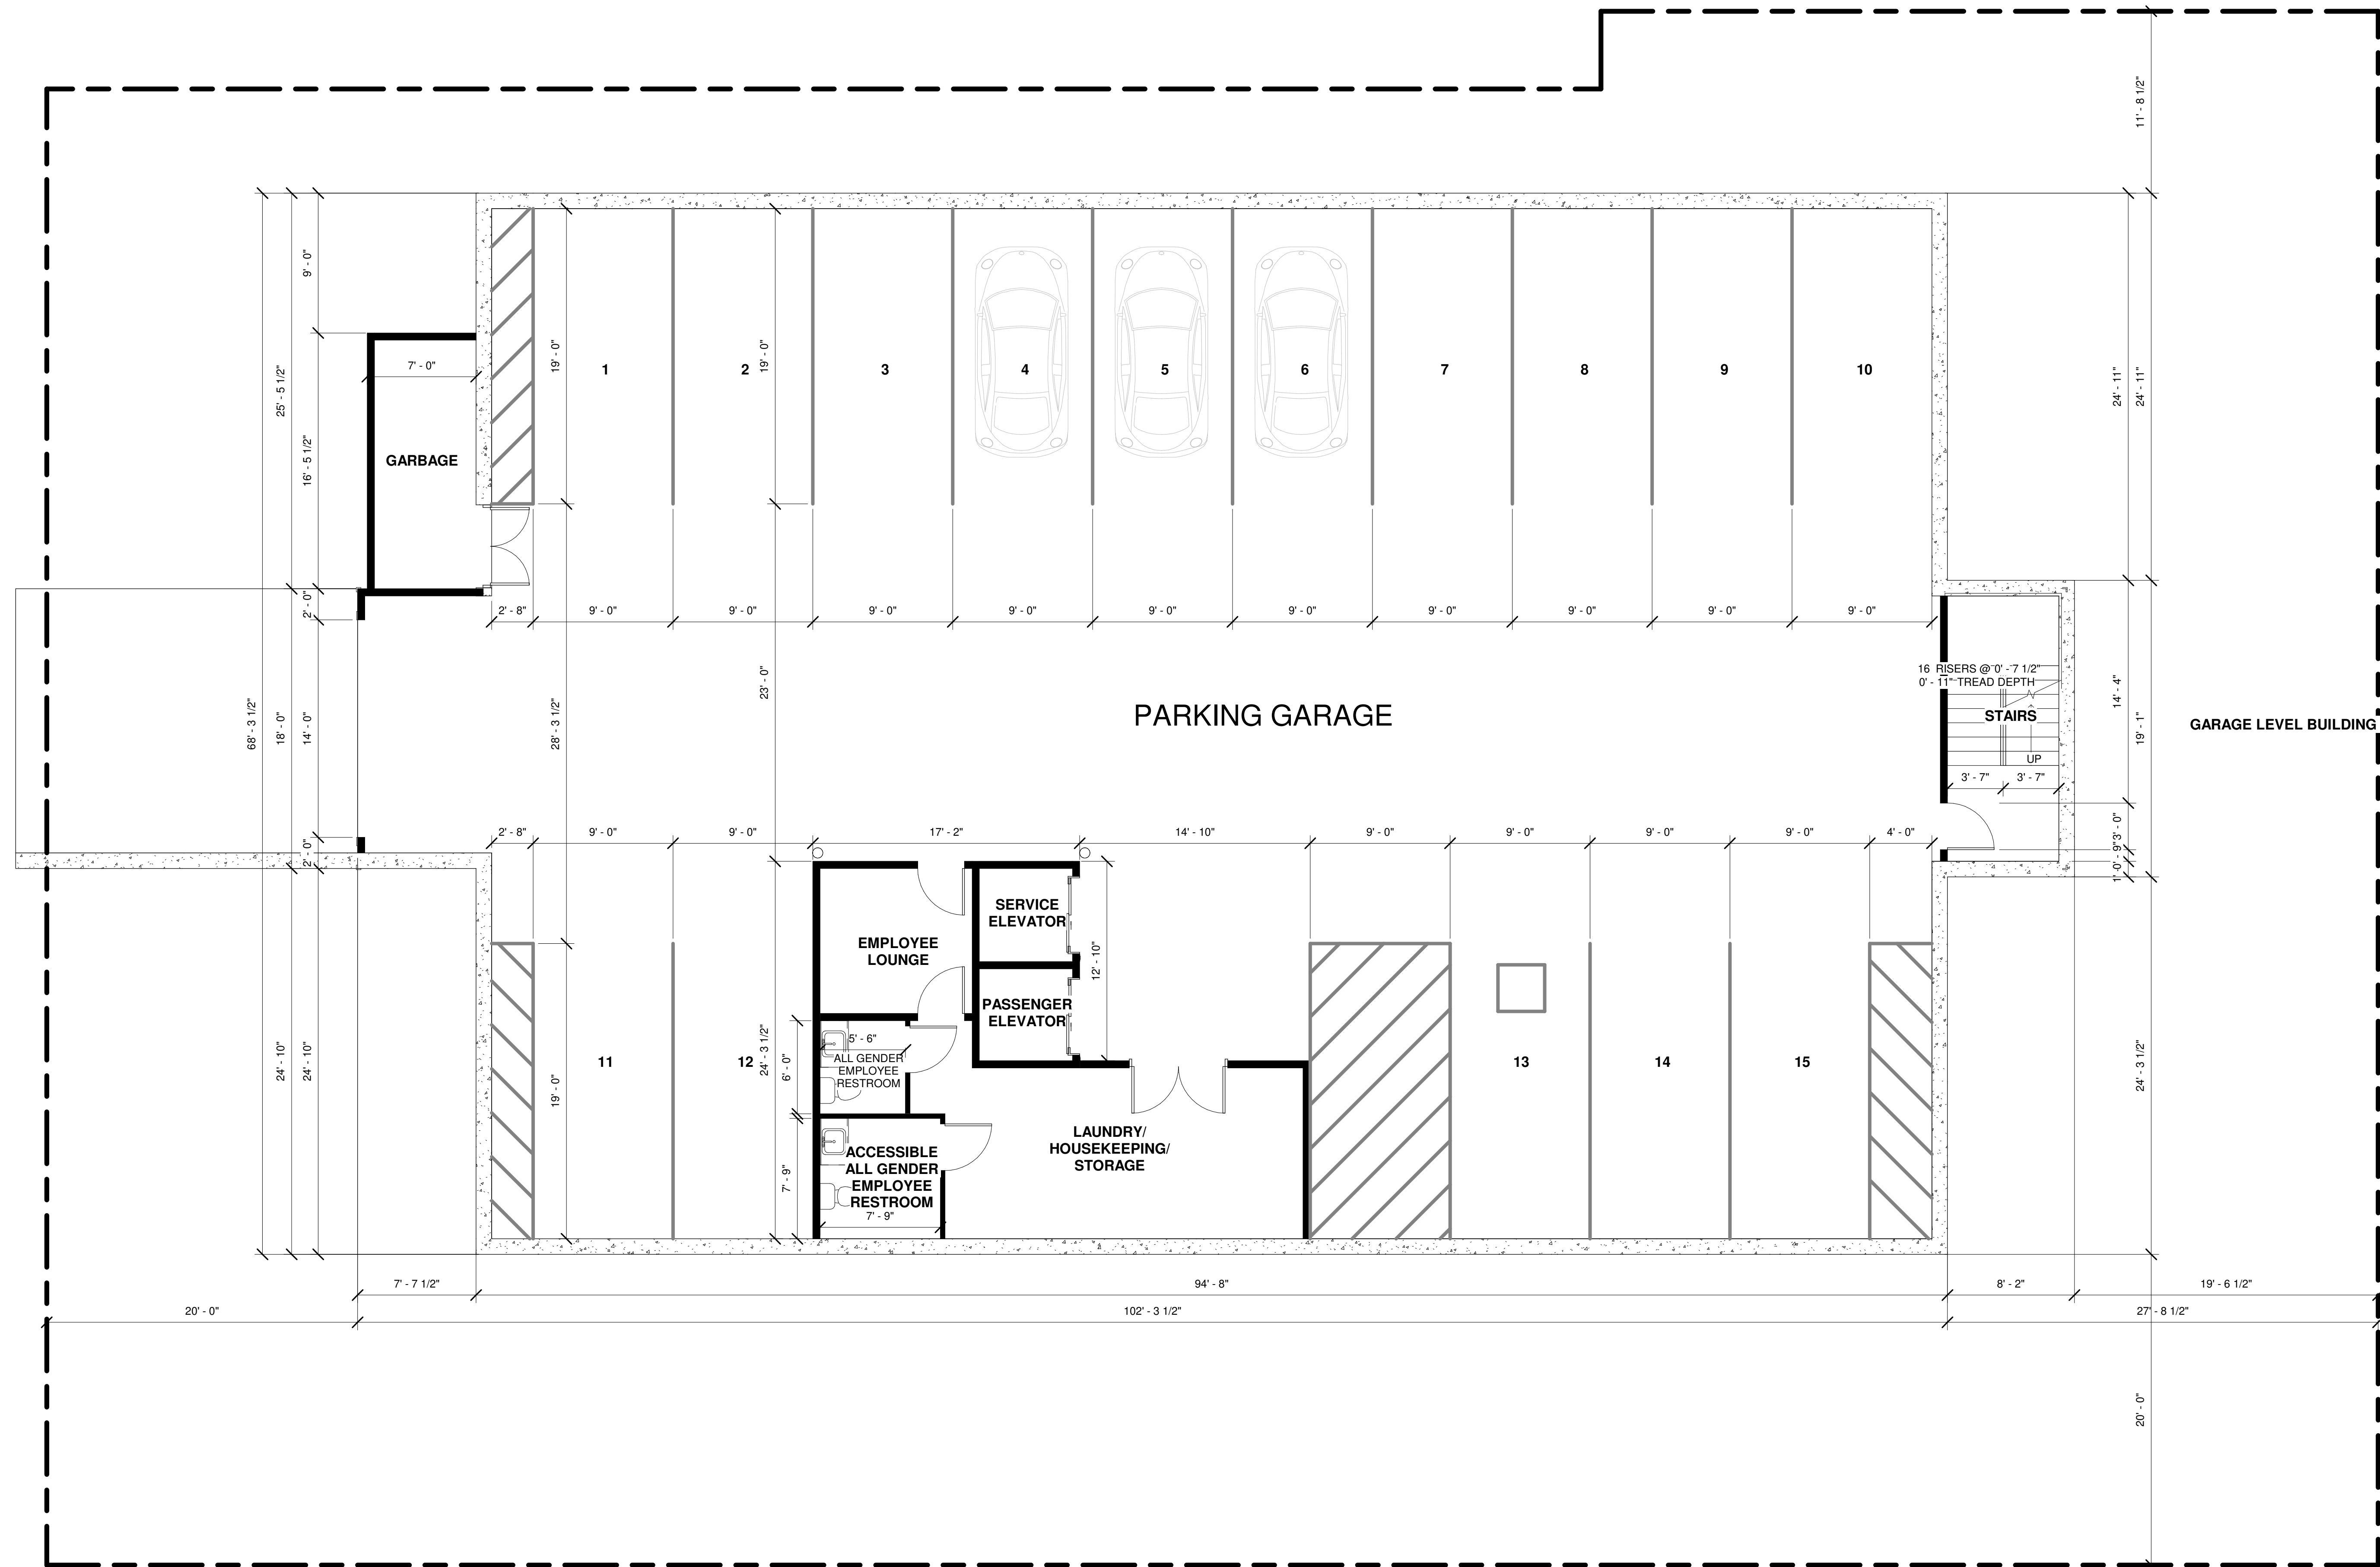 11' - 8 1/2"
9' - 0"
25' - 5 1/2"
16' - 5 1/2"
7' - 0"
GARBAGE
19' - 0"
1
2
19' - 0"
3
4
5
6
7
8
9
10
24' - 11"
24' - 11"
2' - 0"
2' - 8"
9' - 0"
9' - 0"
9' - 0"
9' - 0"
9' - 0"
9' - 0"
9' - 0"
9' - 0"
9' - 0"
9' - 0"
68' - 3 1/2"
18' - 0"
14' - 0"
28' - 3 1/2"
23' - 0"
PARKING GARAGE
16 RISERS @ 0' - 7 1/2"
0' - 11" TREAD DEPTH
STAIRS
UP
3' - 7"
3' - 7"
14' - 4"
19' - 1"
GARAGE LEVEL BUILDING
2' - 0"
2' - 8"
9' - 0"
9' - 0"
17' - 2"
14' - 10"
9' - 0"
9' - 0"
9' - 0"
9' - 0"
4' - 0"
3' - 0"
0' - 9"
1'
EMPLOYEE
LOUNGE
SERVICE
ELEVATOR
PASSENGER
ELEVATOR
12' - 10"
24' - 10"
24' - 10"
19' - 0"
11
12
24' - 3 1/2"
6' - 0"
5' - 6"
ALL GENDER
EMPLOYEE
RESTROOM
7' - 9"
ACCESSIBLE
ALL GENDER
EMPLOYEE
RESTROOM
7' - 9"
LAUNDRY/
HOUSEKEEPING/
STORAGE
13
14
15
24' - 3 1/2"
7' - 7 1/2"
94' - 8"
8' - 2"
19' - 6 1/2"
20' - 0"
102' - 3 1/2"
27' - 8 1/2"
20' - 0"